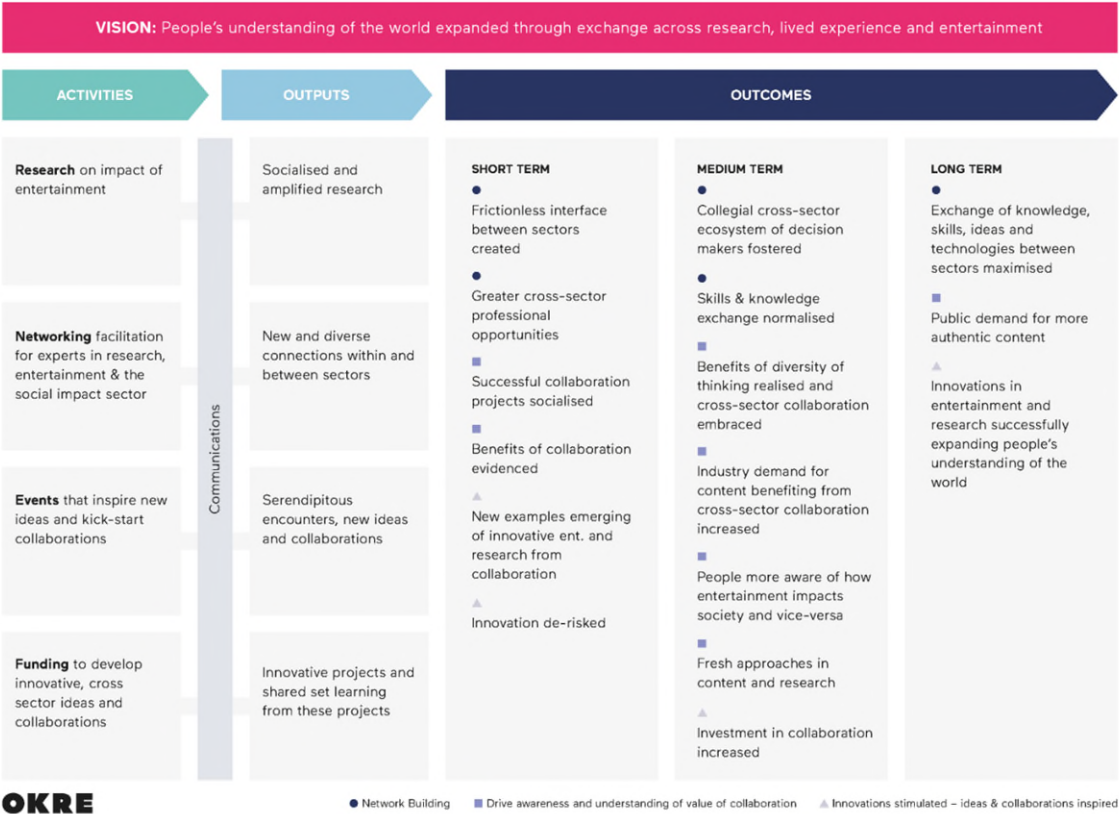 VISION: People's understanding of the world expanded through exchange across research, lived experience and entertainment
ACTIVITIES
OUTPUTS
OUTCOMES
Research on impact of
entertainment
Networking facilitation
for experts in research,
entertainment & the
social impact sector
Events that inspire new
ideas and kick-start
collaborations
Funding to develop
innovative, cross
sector ideas and
collaborations
Communications
Socialised and
amplified research
New and diverse
connections within and
between sectors
Serendipitous
encounters, new ideas
and collaborations
Innovative projects and
shared set learning
from these projects
SHORT TERM
Frictionless interface
between sectors
created
Greater cross-sector
professional
opportunities
Successful collaboration
projects socialised
Benefits of collaboration
evidenced
New examples emerging
of innovative ent. and
research from
collaboration
Innovation de-risked
MEDIUM TERM
Collegial cross-sector
ecosystem of decision
makers fostered
Skills & knowledge
exchange normalised
Benefits of diversity of
thinking realised and
cross-sector collaboration
embraced
Industry demand for
content benefiting from
cross-sector collaboration
increased
People more aware of how
entertainment impacts
society and vice-versa
Fresh approaches in
content and research
Investment in collaboration
increased
LONG TERM
Exchange of knowledge,
skills, ideas and
technologies between
sectors maximised
Public demand for more
authentic content
Innovations in
entertainment and
research successfully
expanding people's
understanding of the
world
OKRE
Network Building
Drive awareness and understanding of value of collaboration
Innovations stimulated – ideas & collaborations inspired